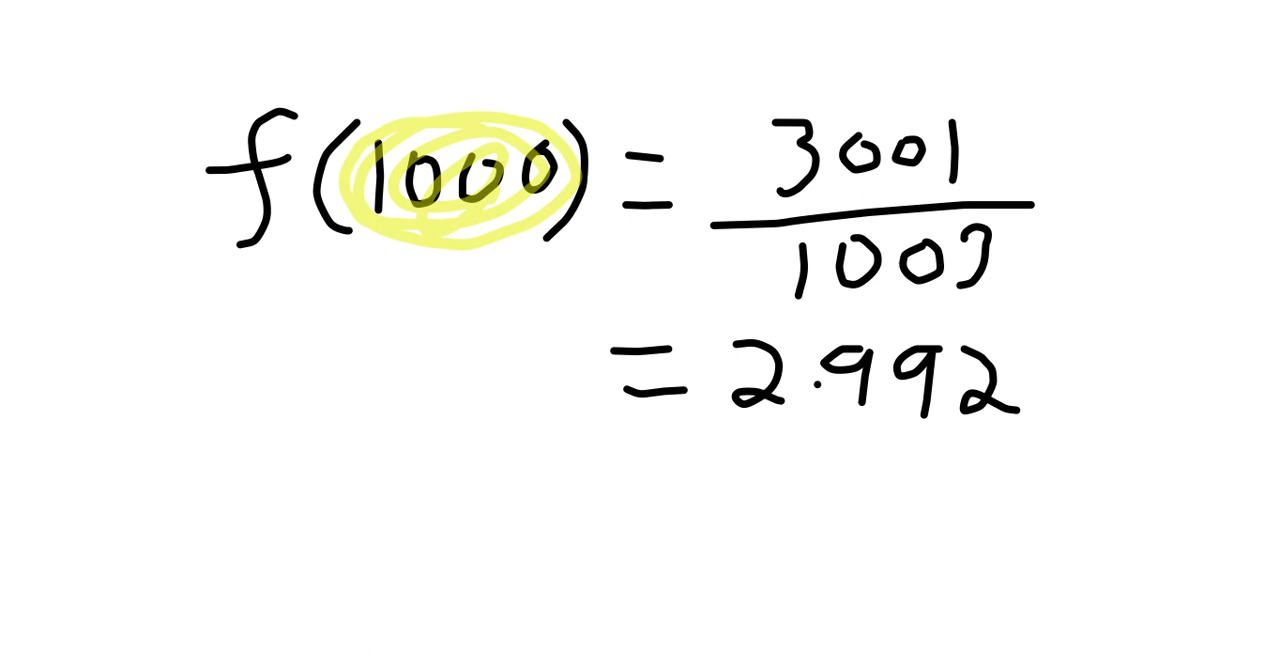 f(1000) = 3001/1003
= 2.992